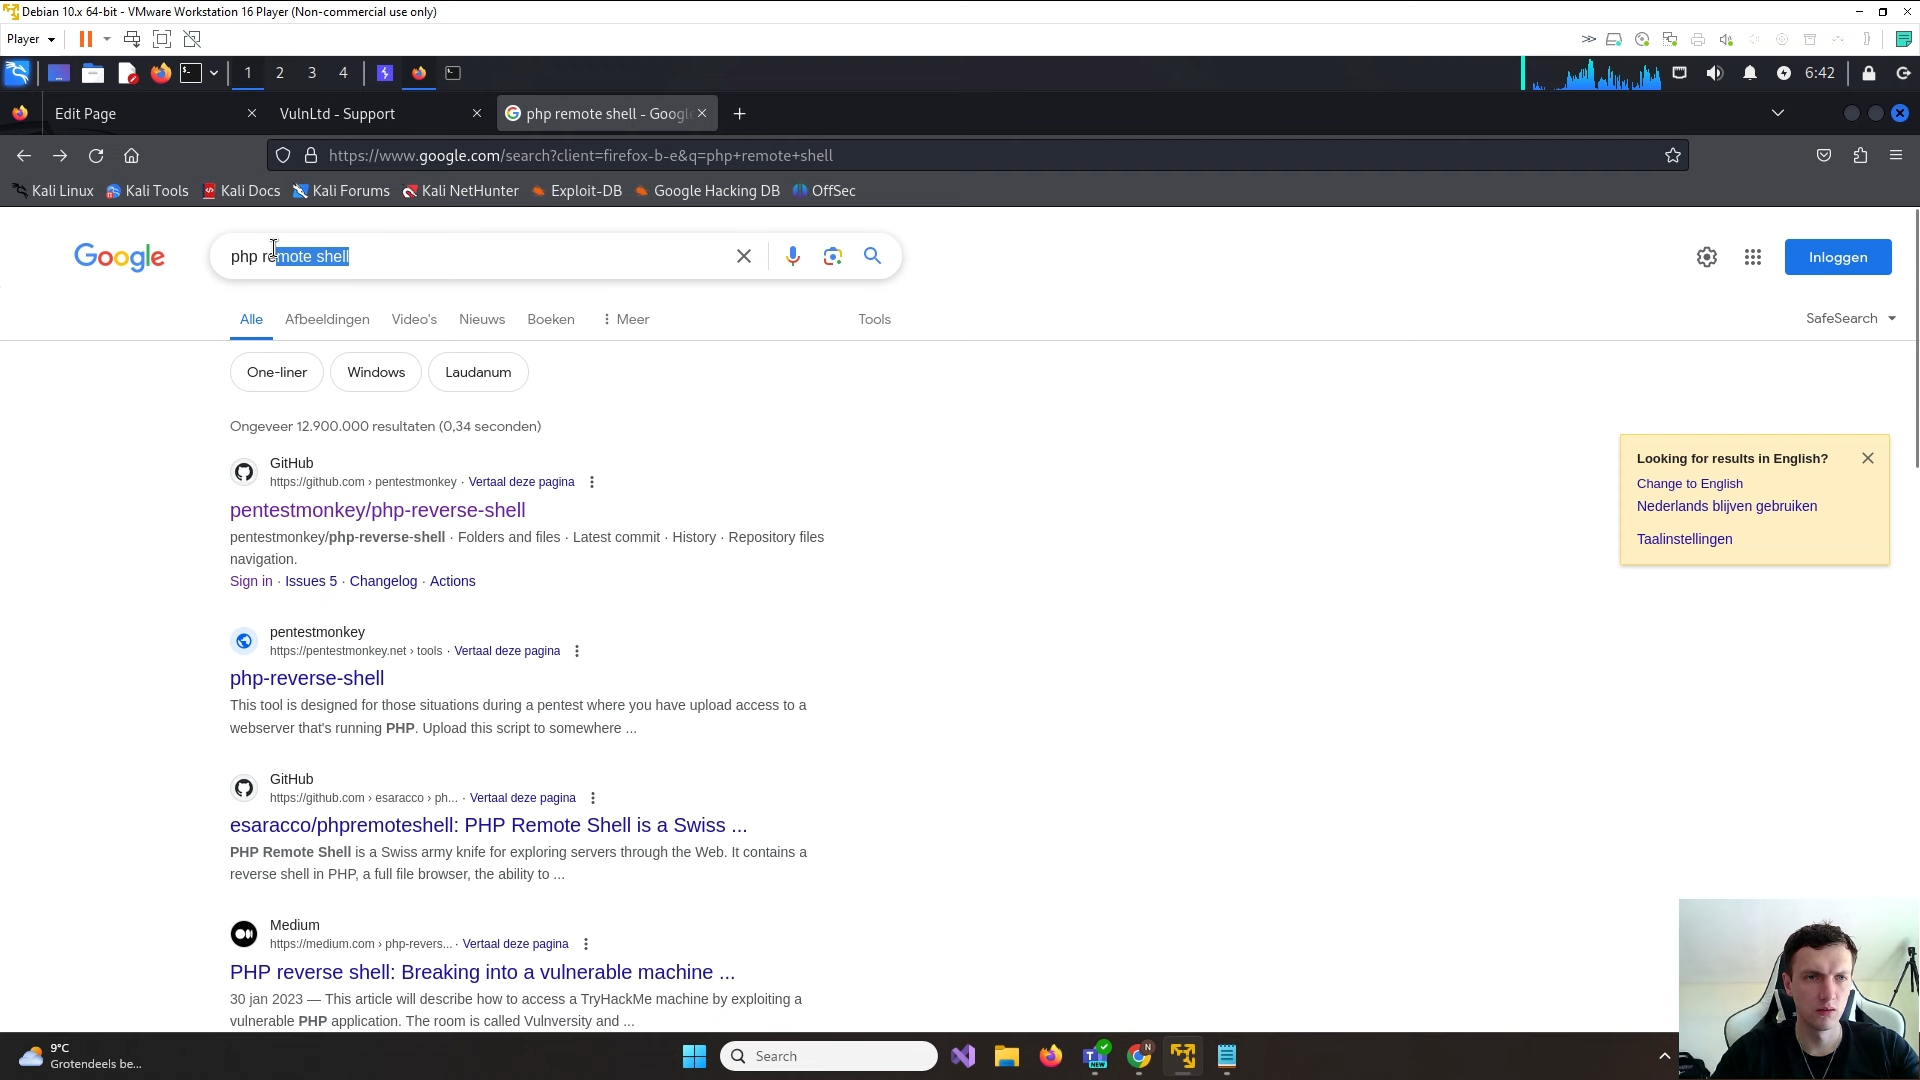 Debian 10.x 64-bit - VMware Workstation 16 Player (Non-commercial use only)
Player
1 2 3 4
6:42
Edit Page
VulnLtd - Support
php remote shell - Google
https://www.google.com/search?client=firefox-b-e&q=php+remote+shell
Kali Linux Kali Tools Kali Docs Kali Forums Kali NetHunter Exploit-DB Google Hacking DB OffSec
Google
php remote shell
Inloggen
Alle Afbeeldingen Video's Nieuws Boeken Meer Tools
SafeSearch
One-liner Windows Laudanum
Ongeveer 12.900.000 resultaten (0,34 seconden)
GitHub
https://github.com › pentestmonkey · Vertaal deze pagina
pentestmonkey/php-reverse-shell
pentestmonkey/php-reverse-shell · Folders and files · Latest commit · History · Repository files
navigation.
Sign in · Issues 5 · Changelog · Actions
pentestmonkey
https://pentestmonkey.net › tools · Vertaal deze pagina
php-reverse-shell
This tool is designed for those situations during a pentest where you have upload access to a
webserver that's running PHP. Upload this script to somewhere ...
GitHub
https://github.com › esaracco › ph... · Vertaal deze pagina
esaracco/phpremoteshell: PHP Remote Shell is a Swiss ...
PHP Remote Shell is a Swiss army knife for exploring servers through the Web. It contains a
reverse shell in PHP, a full file browser, the ability to ...
Medium
https://medium.com › php-revers... · Vertaal deze pagina
PHP reverse shell: Breaking into a vulnerable machine ...
30 jan 2023 — This article will describe how to access a TryHackMe machine by exploiting a
vulnerable PHP application. The room is called Vulnversity and ...
Looking for results in English?
Change to English
Nederlands blijven gebruiken
Taalinstellingen
9°C
Grotendeels be...
Search
NEW
N